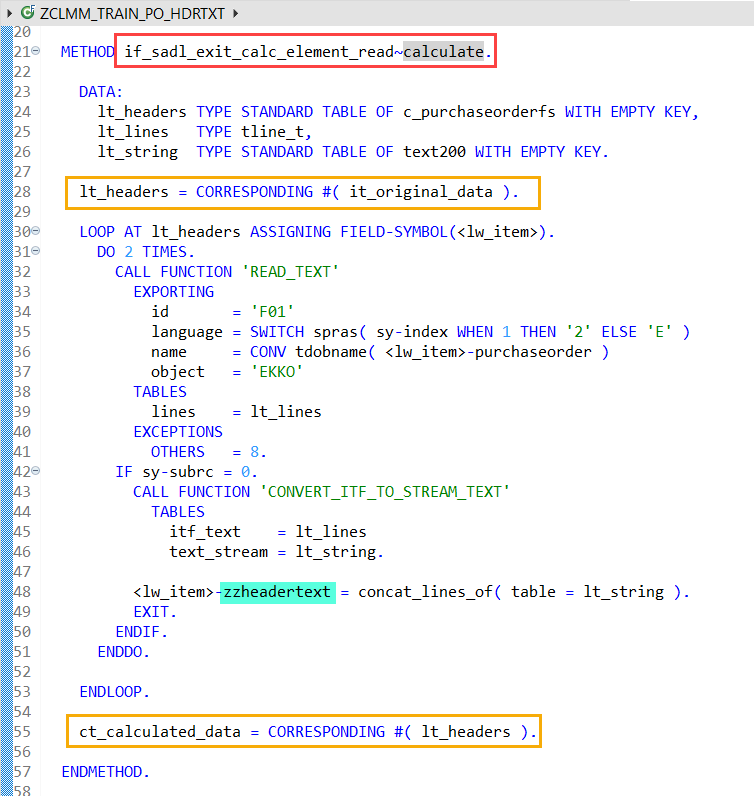 ZCLMM_TRAIN_PO_HDRTXT
20
21 METHOD if_sadl_exit_calc_element_read~calculate.
22
23 DATA:
24 lt_headers TYPE STANDARD TABLE OF c_purchaseorderfs WITH EMPTY KEY,
25 lt_lines TYPE tline_t,
26 lt_string TYPE STANDARD TABLE OF text200 WITH EMPTY KEY.
27
28 lt_headers = CORRESPONDING #( it_original_data ).
29
30 LOOP AT lt_headers ASSIGNING FIELD-SYMBOL(<lw_item>).
31 DO 2 TIMES.
32 CALL FUNCTION 'READ_TEXT'
33 EXPORTING
34 id = 'F01'
35 language = SWITCH spras( sy-index WHEN 1 THEN '2' ELSE 'E' )
36 name = CONV tdobname( <lw_item>-purchaseorder )
37 object = 'EKKO'
38 TABLES
39 lines = lt_lines
40 EXCEPTIONS
41 OTHERS = 8.
42 IF sy-subrc = 0.
43 CALL FUNCTION 'CONVERT_ITF_TO_STREAM_TEXT'
44 TABLES
45 itf_text = lt_lines
46 text_stream = lt_string.
47
48 <lw_item>-zzheadertext = concat_lines_of( table = lt_string ).
49 EXIT.
50 ENDIF.
51 ENDDO.
52
53 ENDLOOP.
54
55 ct_calculated_data = CORRESPONDING #( lt_headers ).
56
57 ENDMETHOD.
58